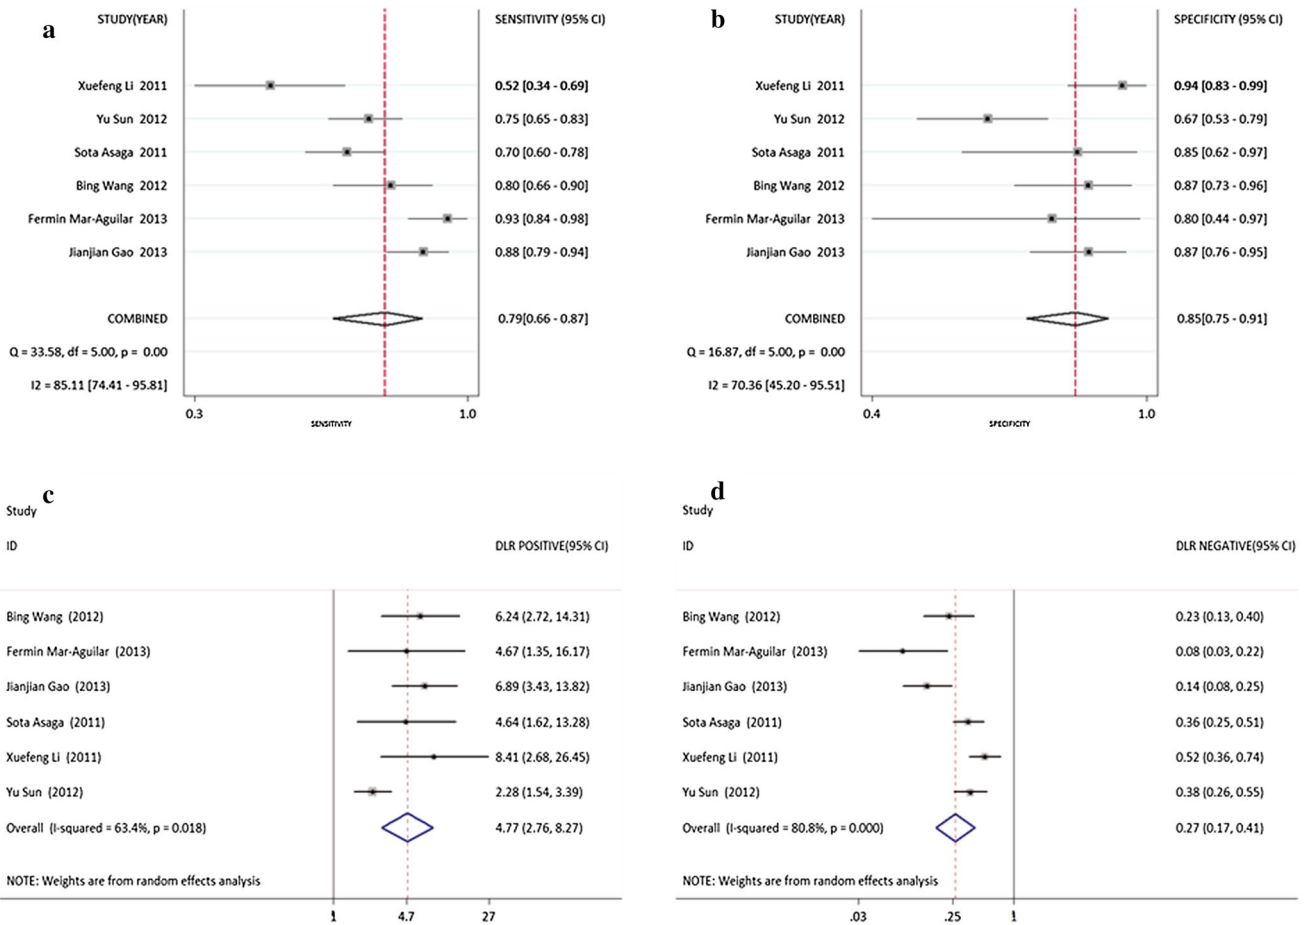 a
STUDY(YEAR) SENSITIVITY (95% CI)
Xuefeng Li 2011 0.52 [0.34 - 0.69]
Yu Sun 2012 0.75 [0.65 - 0.83]
Sota Asaga 2011 0.70 [0.60 - 0.78]
Bing Wang 2012 0.80 [0.66 - 0.90]
Fermin Mar-Aguilar 2013 0.93 [0.84 - 0.98]
Jianjian Gao 2013 0.88 [0.79 - 0.94]
COMBINED 0.79[0.66 - 0.87]
Q = 33.58, df = 5.00, p = 0.00
I2 = 85.11 [74.41 - 95.81]
0.3 1.0
SENSITIVITY
b
STUDY(YEAR) SPECIFICITY (95% CI)
Xuefeng Li 2011 0.94 [0.83 - 0.99]
Yu Sun 2012 0.67 [0.53 - 0.79]
Sota Asaga 2011 0.85 [0.62 - 0.97]
Bing Wang 2012 0.87 [0.73 - 0.96]
Fermin Mar-Aguilar 2013 0.80 [0.44 - 0.97]
Jianjian Gao 2013 0.87 [0.76 - 0.95]
COMBINED 0.85[0.75 - 0.91]
Q = 16.87, df = 5.00, p = 0.00
I2 = 70.36 [45.20 - 95.51]
0.4 1.0
SPECIFICITY
c
Study
ID DLR POSITIVE(95% CI)
Bing Wang (2012) 6.24 (2.72, 14.31)
Fermin Mar-Aguilar (2013) 4.67 (1.35, 16.17)
Jianjian Gao (2013) 6.89 (3.43, 13.82)
Sota Asaga (2011) 4.64 (1.62, 13.28)
Xuefeng Li (2011) 8.41 (2.68, 26.45)
Yu Sun (2012) 2.28 (1.54, 3.39)
Overall (I-squared = 63.4%, p = 0.018) 4.77 (2.76, 8.27)
NOTE: Weights are from random effects analysis
1 4.7 27
d
Study
ID DLR NEGATIVE(95% CI)
Bing Wang (2012) 0.23 (0.13, 0.40)
Fermin Mar-Aguilar (2013) 0.08 (0.03, 0.22)
Jianjian Gao (2013) 0.14 (0.08, 0.25)
Sota Asaga (2011) 0.36 (0.25, 0.51)
Xuefeng Li (2011) 0.52 (0.36, 0.74)
Yu Sun (2012) 0.38 (0.26, 0.55)
Overall (I-squared = 80.8%, p = 0.000) 0.27 (0.17, 0.41)
NOTE: Weights are from random effects analysis
.03 .25 1